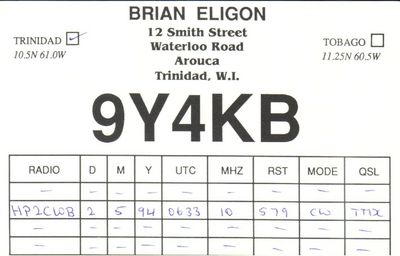 BRIAN ELIGON
12 Smith Street
TRINIDAD ✓ Waterloo Road TOBAGO
10.5N 61.0W Arouca 11.25N 60.5W
Trinidad, W.I.
9Y4KB
RADIO D M Y UTC MHZ RST MODE QSL
– – – – – – – – –
HP2CWB 2 5 94 0633 10 579 CW TTNX
– – – – – – – – –
– – – – – – – – –